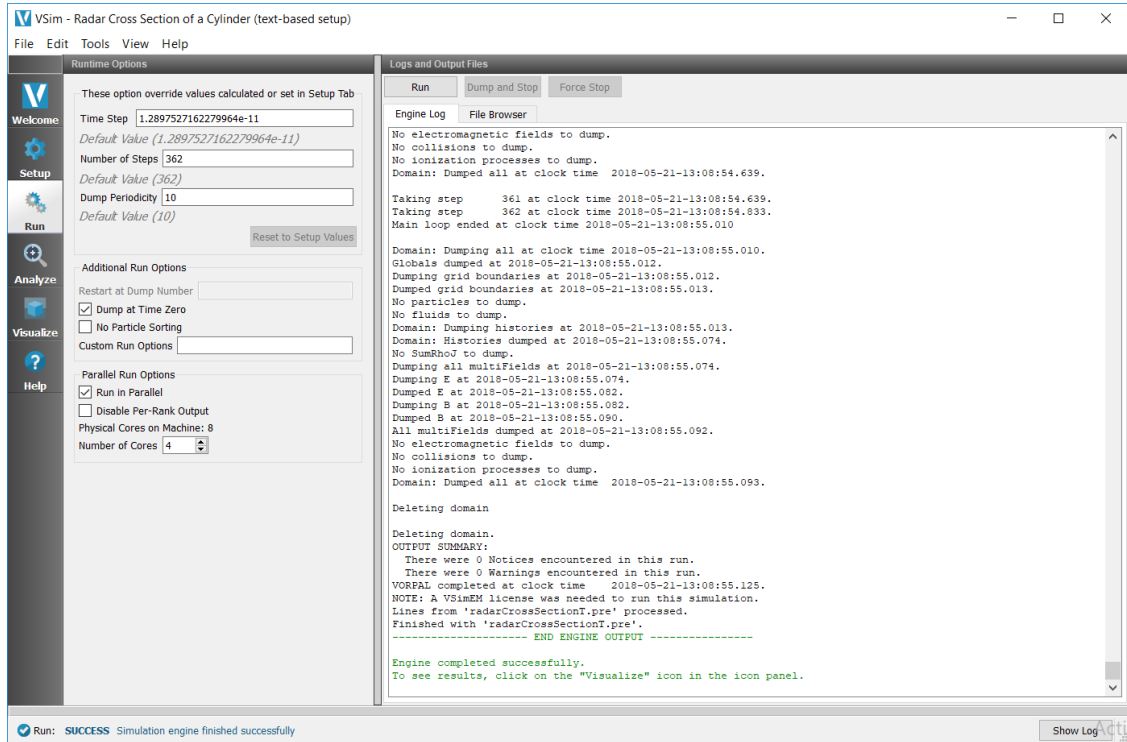 VSim - Radar Cross Section of a Cylinder (text-based setup)
File Edit Tools View Help
Runtime Options
Welcome
Setup
Run
Analyze
Visualize
Help
These option override values calculated or set in Setup Tab
Time Step 1.2897527162279964e-11
Default Value (1.2897527162279964e-11)
Number of Steps 362
Default Value (362)
Dump Periodicity 10
Default Value (10)
Reset to Setup Values
Additional Run Options
Restart at Dump Number
Dump at Time Zero
No Particle Sorting
Custom Run Options
Parallel Run Options
Run in Parallel
Disable Per-Rank Output
Physical Cores on Machine: 8
Number of Cores 4
Logs and Output Files
Run Dump and Stop Force Stop
Engine Log File Browser
No electromagnetic fields to dump.
No collisions to dump.
No ionization processes to dump.
Domain: Dumped all at clock time 2018-05-21-13:08:54.639.
Taking step 361 at clock time 2018-05-21-13:08:54.639.
Taking step 362 at clock time 2018-05-21-13:08:54.833.
Main loop ended at clock time 2018-05-21-13:08:55.010
Domain: Dumping all at clock time 2018-05-21-13:08:55.010.
Globals dumped at 2018-05-21-13:08:55.012.
Dumping grid boundaries at 2018-05-21-13:08:55.012.
Dumped grid boundaries at 2018-05-21-13:08:55.013.
No particles to dump.
No fluids to dump.
Domain: Dumping histories at 2018-05-21-13:08:55.013.
Domain: Histories dumped at 2018-05-21-13:08:55.074.
No SumRhoJ to dump.
Dumping all multiFields at 2018-05-21-13:08:55.074.
Dumping E at 2018-05-21-13:08:55.074.
Dumped E at 2018-05-21-13:08:55.082.
Dumping B at 2018-05-21-13:08:55.082.
Dumped B at 2018-05-21-13:08:55.090.
All multiFields dumped at 2018-05-21-13:08:55.092.
No electromagnetic fields to dump.
No collisions to dump.
No ionization processes to dump.
Domain: Dumped all at clock time 2018-05-21-13:08:55.093.
Deleting domain
Deleting domain.
OUTPUT SUMMARY:
There were 0 Notices encountered in this run.
There were 0 Warnings encountered in this run.
VORPAL completed at clock time 2018-05-21-13:08:55.125.
NOTE: A VSimEM license was needed to run this simulation.
Lines from 'radarCrossSectionT.pre' processed.
Finished with 'radarCrossSectionT.pre'.
--------------------- END ENGINE OUTPUT ----------------
Engine completed successfully.
To see results, click on the "Visualize" icon in the icon panel.
Run: SUCCESS Simulation engine finished successfully
Show Log